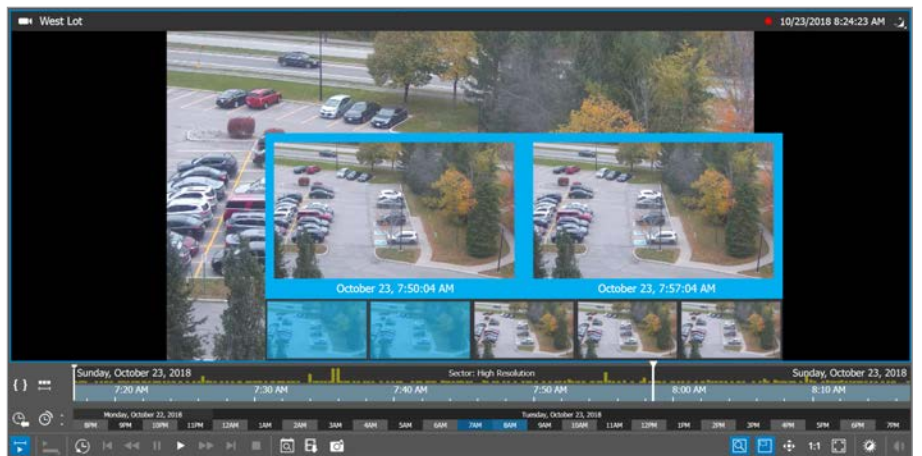 West Lot
10/23/2018 8:24:23 AM
October 23, 7:50:04 AM
October 23, 7:57:04 AM
Sunday, October 23, 2018
Sector: High Resolution
Sunday, October 23, 2018
7:20 AM 7:30 AM 7:40 AM 7:50 AM 8:00 AM 8:10 AM
Monday, October 22, 2018
Tuesday, October 23, 2018
8PM 9PM 10PM 11PM 12AM 1AM 2AM 3AM 4AM 5AM 6AM 7AM 8AM 9AM 10AM 11AM 12PM 1PM 2PM 3PM 4PM 5PM 6PM 7PM
1:1